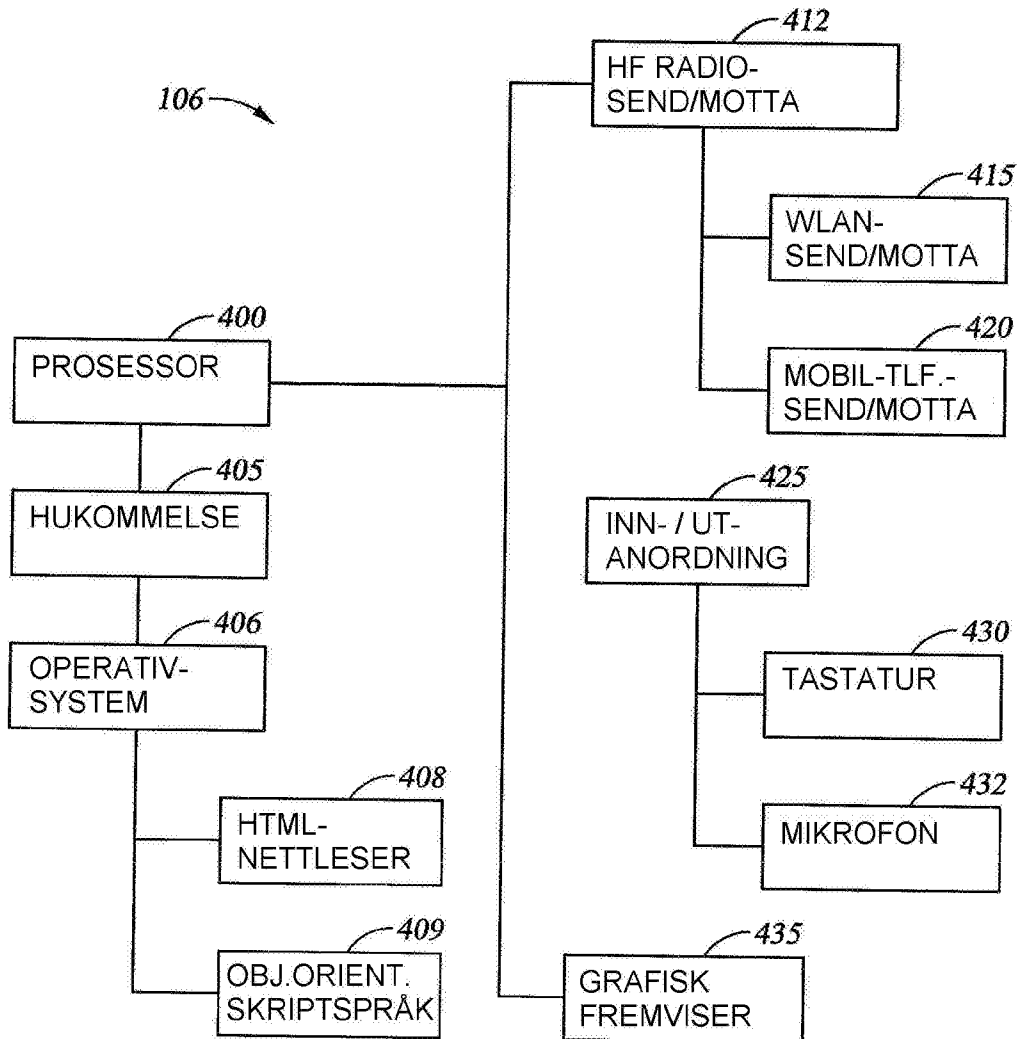 412
HF RADIO-
SEND/MOTTA
106
415
WLAN-
SEND/MOTTA
400
PROSESSOR
420
MOBIL-TLF.-
SEND/MOTTA
405
HUKOMMELSE
425
INN- / UT-
ANORDNING
406
OPERATIV-
SYSTEM
430
TASTATUR
408
HTML-
NETTLESER
432
MIKROFON
409
OBJ.ORIENT.
SKRIPTSPRÅK
435
GRAFISK
FREMVISER